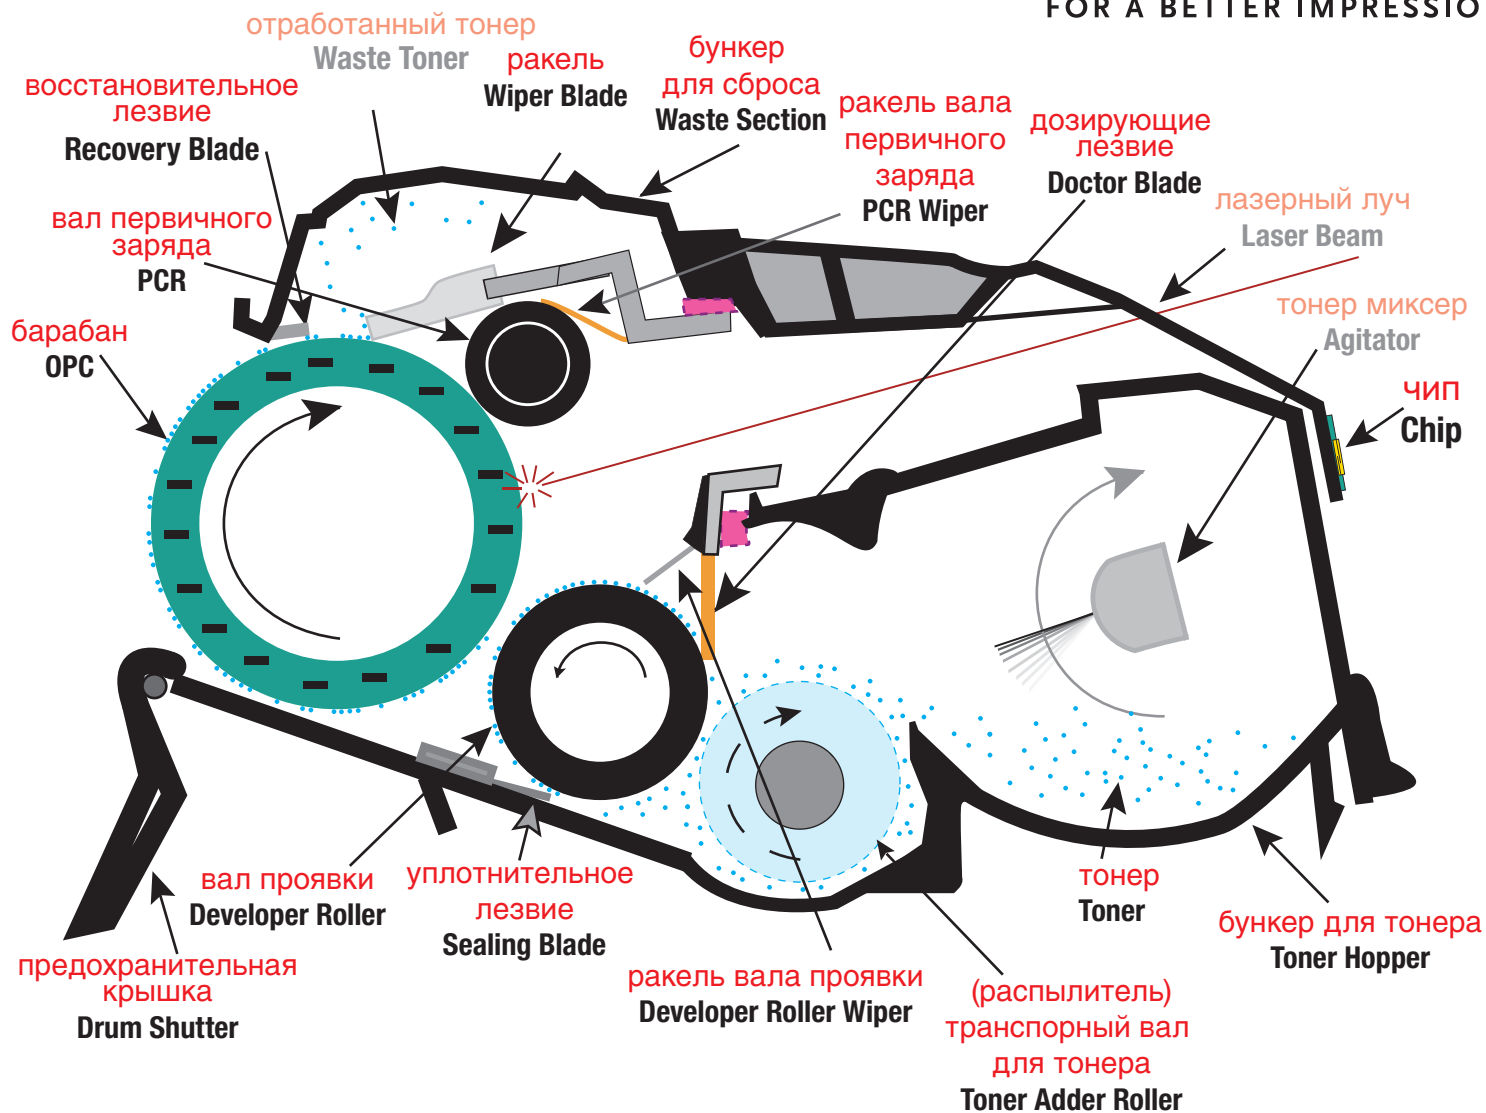 FOR A BETTER IMPRESSIO
отработанный тонер
Waste Toner
ракель
Wiper Blade
бункер
для сброса
Waste Section
восстановительное
лезвие
Recovery Blade
ракель вала
первичного
заряда
PCR Wiper
дозирующие
лезвие
Doctor Blade
лазерный луч
Laser Beam
вал первичного
заряда
PCR
тонер миксер
Agitator
барабан
OPC
чип
Chip
вал проявки
Developer Roller
уплотнительное
лезвие
Sealing Blade
тонер
Toner
бункер для тонера
Toner Hopper
предохранительная
крышка
Drum Shutter
ракель вала проявки
Developer Roller Wiper
(распылитель)
транспорный вал
для тонера
Toner Adder Roller